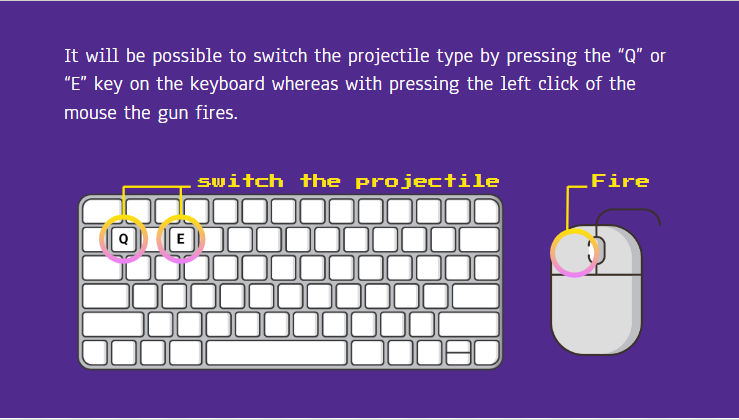 It will be possible to switch the projectile type by pressing the “Q” or
“E” key on the keyboard whereas with pressing the left click of the
mouse the gun fires.
switch the projectile
Fire
Q
E